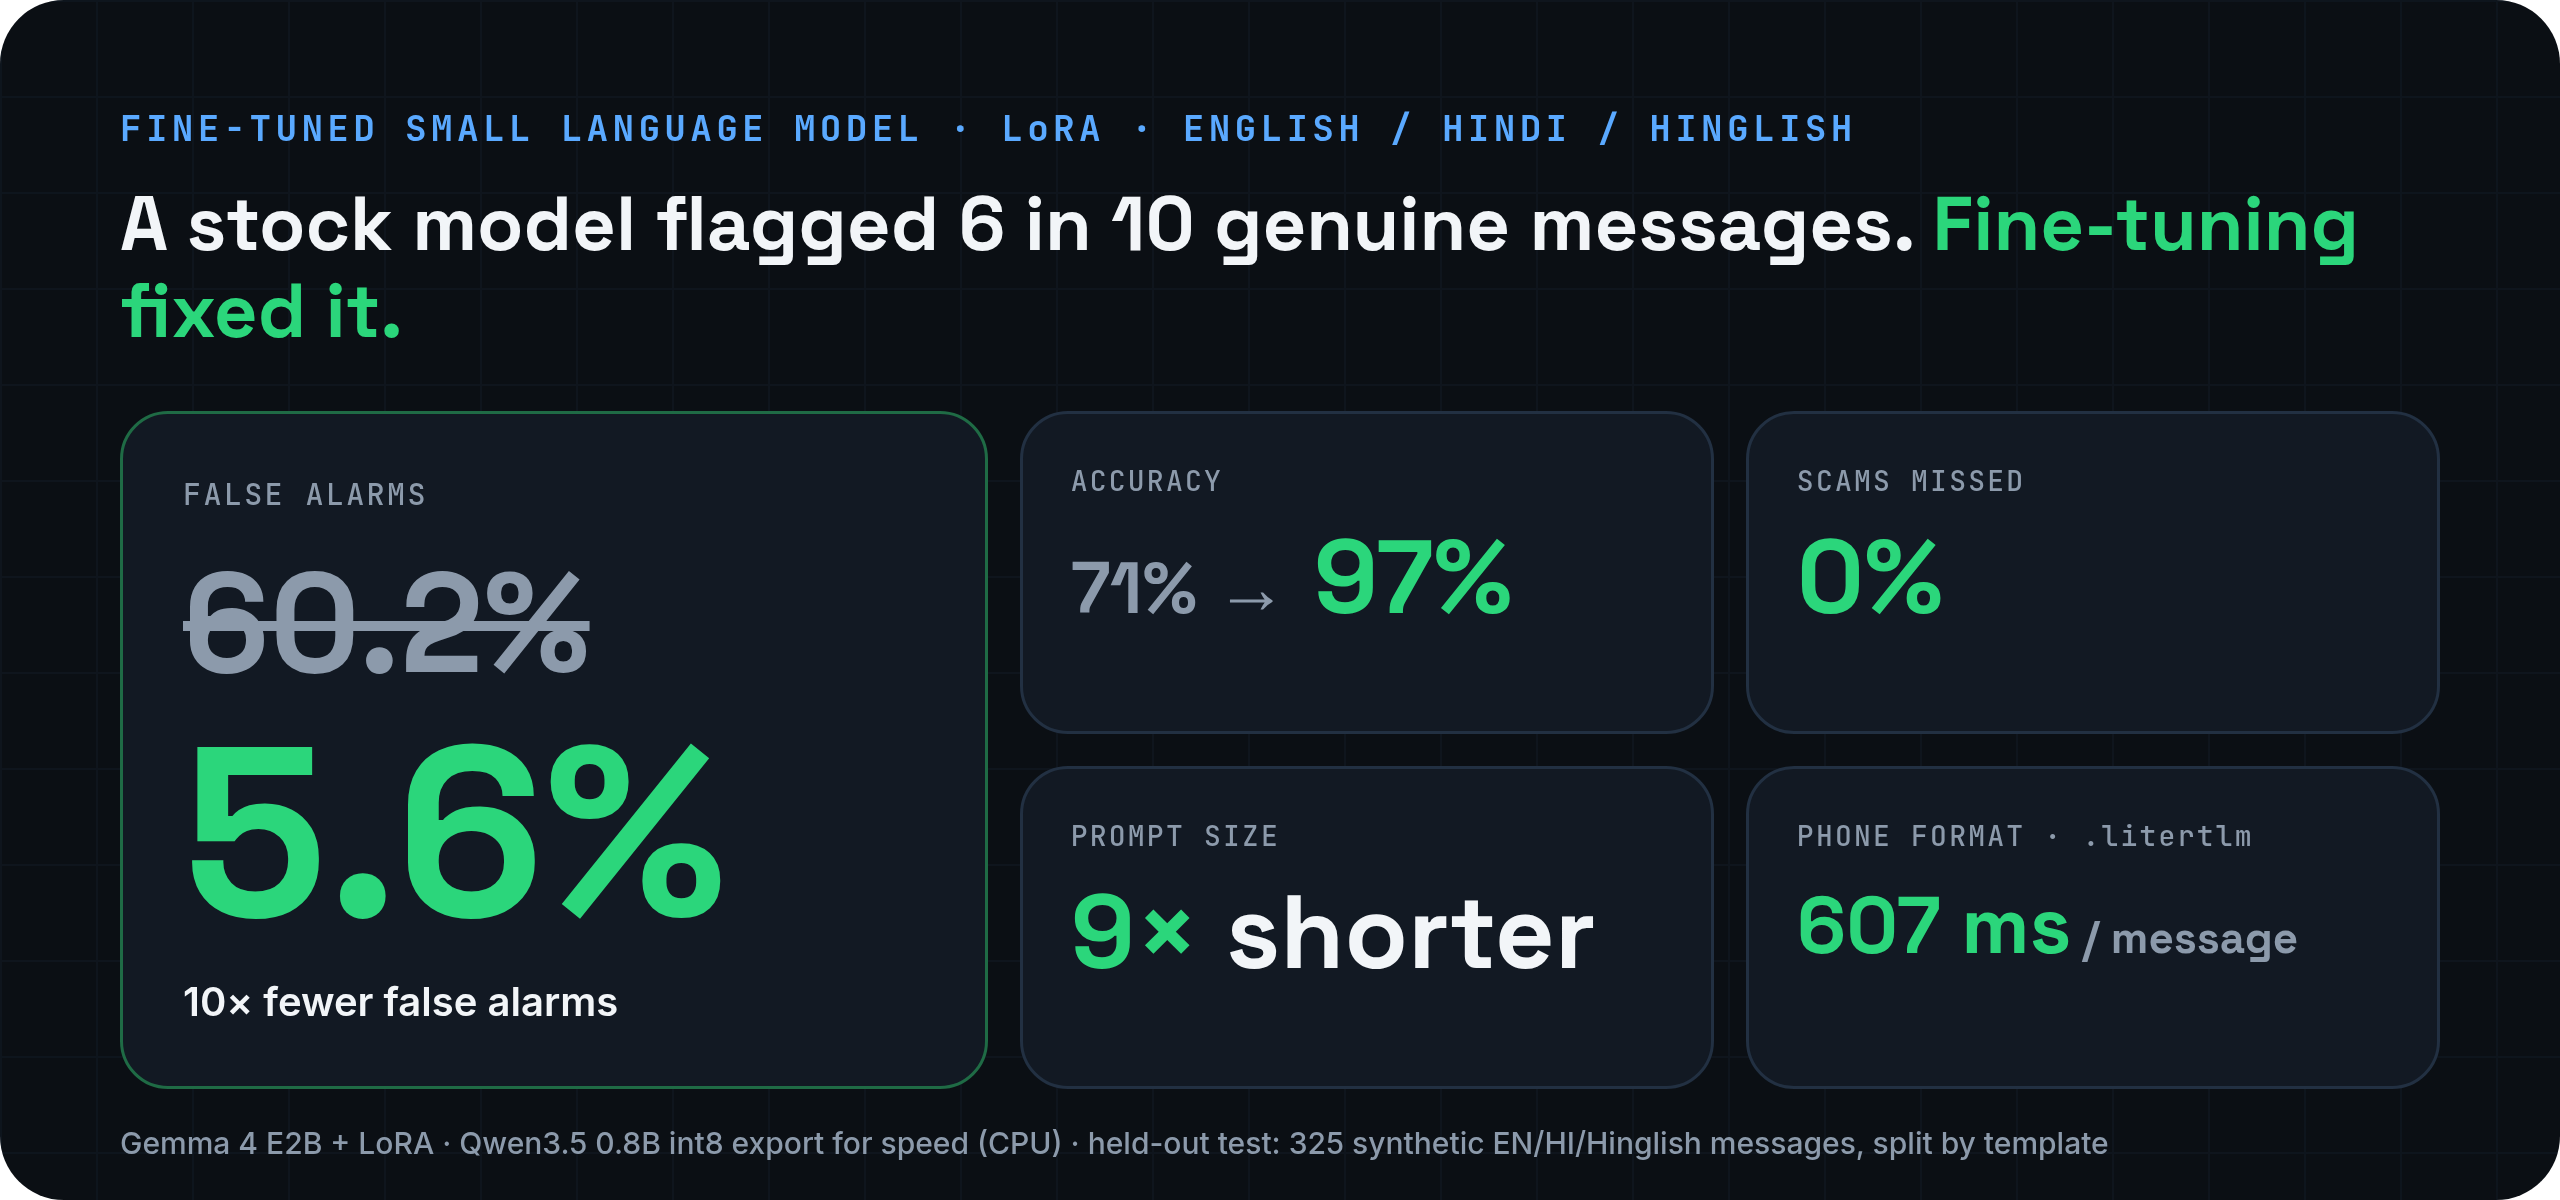 FINE-TUNED SMALL LANGUAGE MODEL · LoRA · ENGLISH / HINDI / HINGLISH
A stock model flagged 6 in 10 genuine messages. Fine-tuning
fixed it.
FALSE ALARMS
60.2%
5.6%
10× fewer false alarms
ACCURACY
71% → 97%
SCAMS MISSED
0%
PROMPT SIZE
9× shorter
PHONE FORMAT · .litertlm
607 ms / message
Gemma 4 E2B + LoRA · Qwen3.5 0.8B int8 export for speed (CPU) · held-out test: 325 synthetic EN/HI/Hinglish messages, split by template